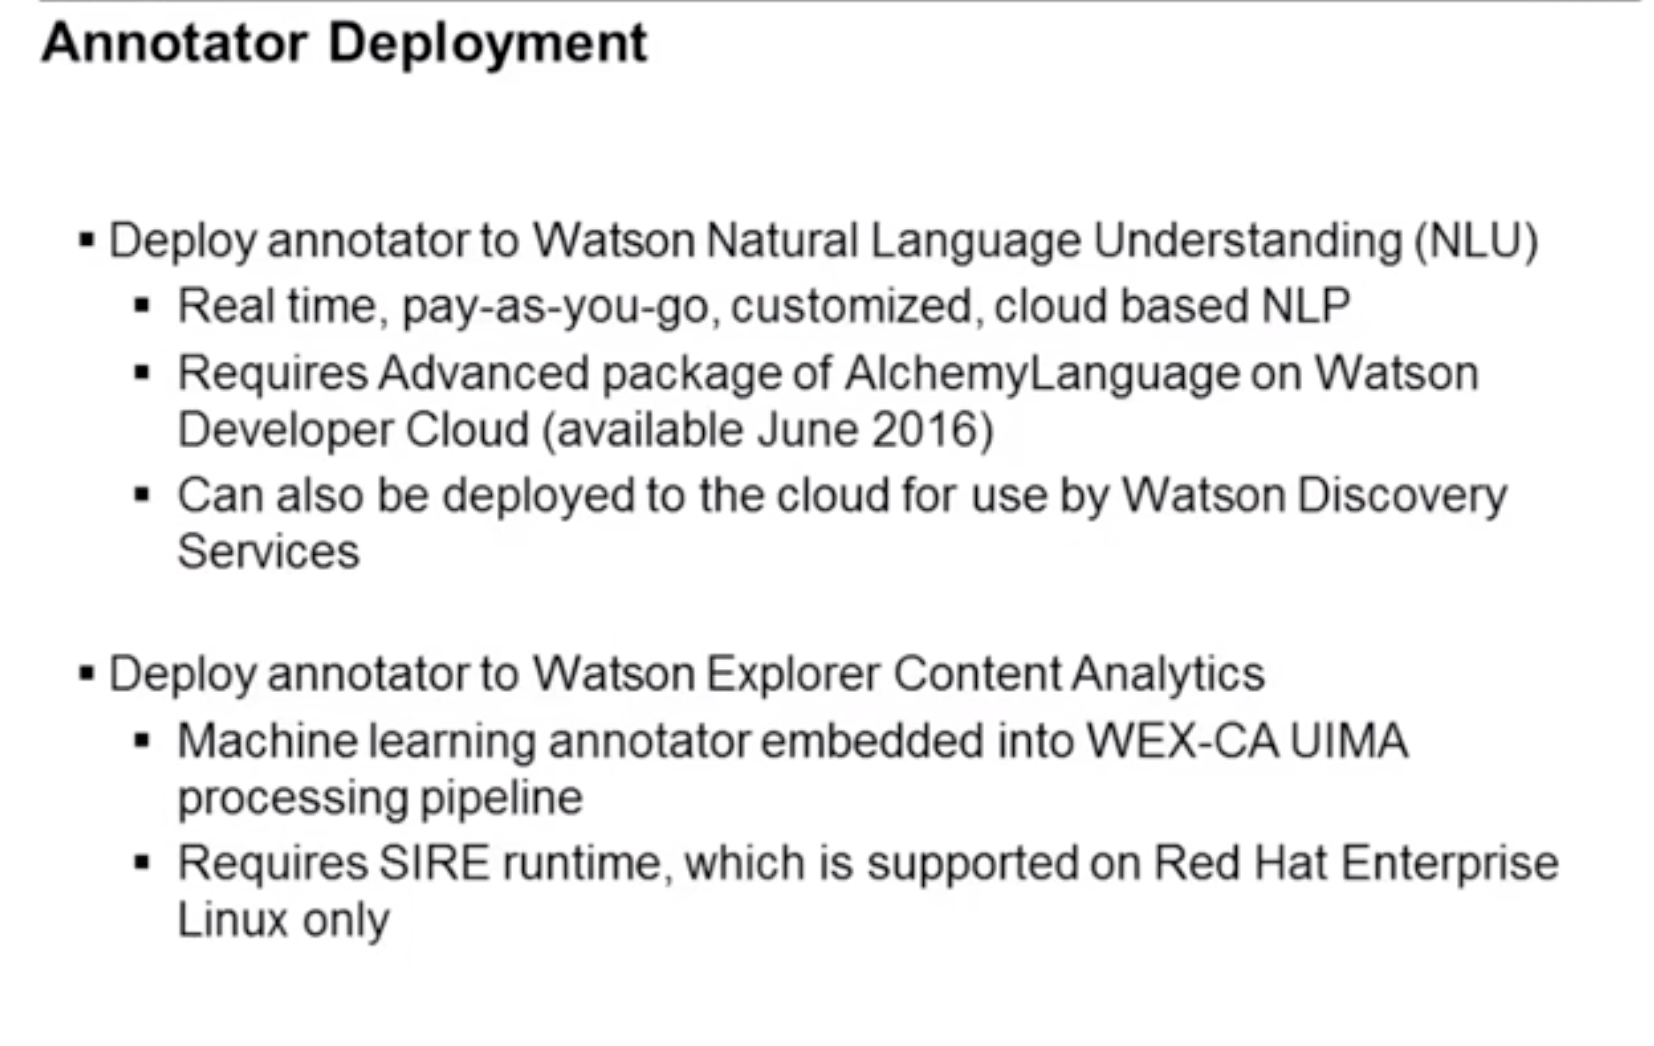 Annotator Deployment
▪ Deploy annotator to Watson Natural Language Understanding (NLU)
▪ Real time, pay-as-you-go, customized, cloud based NLP
▪ Requires Advanced package of AlchemyLanguage on Watson
Developer Cloud (available June 2016)
▪ Can also be deployed to the cloud for use by Watson Discovery
Services
▪ Deploy annotator to Watson Explorer Content Analytics
▪ Machine learning annotator embedded into WEX-CA UIMA
processing pipeline
▪ Requires SIRE runtime, which is supported on Red Hat Enterprise
Linux only